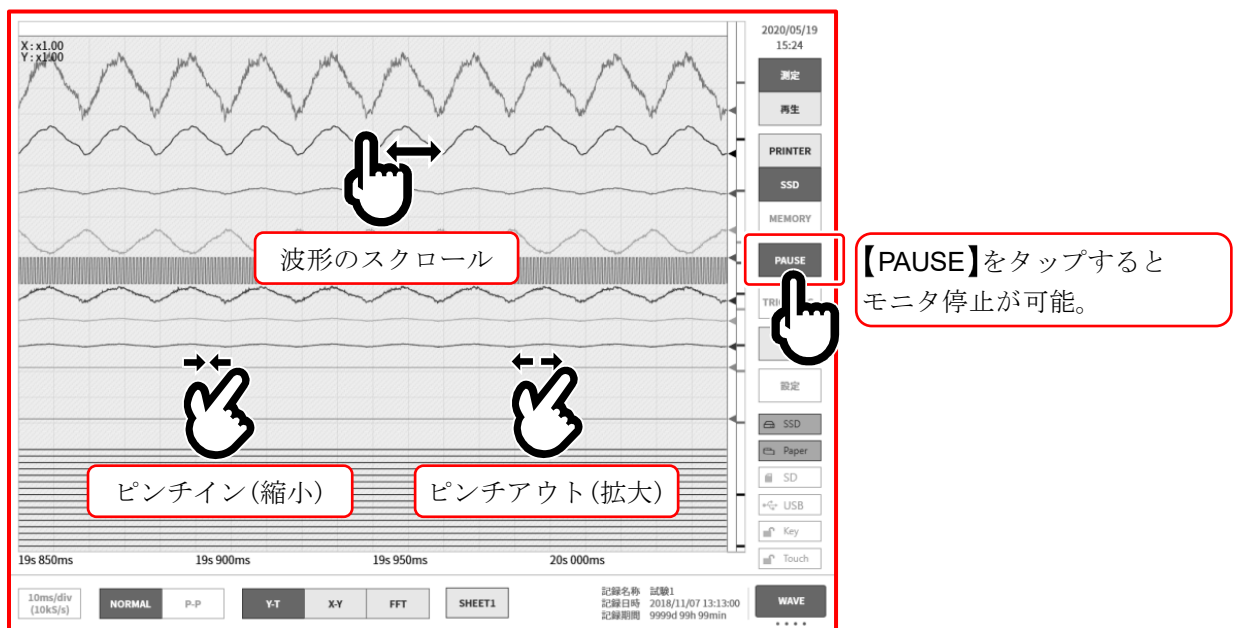 X : x1.00
Y : x1.00
2020/05/19
15:24
測定
再生
PRINTER
SSD
MEMORY
PAUSE
【PAUSE】をタップすると
モニタ停止が可能。
波形のスクロール
設定
SSD
Paper
SD
USB
Key
Touch
ピンチイン(縮小)
ピンチアウト(拡大)
19s 850ms
19s 900ms
19s 950ms
20s 000ms
10ms/div
(10kS/s)
NORMAL
P-P
Y-T
X-Y
FFT
SHEET1
記録名称 試験1
記録日時 2018/11/07 13:13:00
記録期間 9999d 99h 99min
WAVE